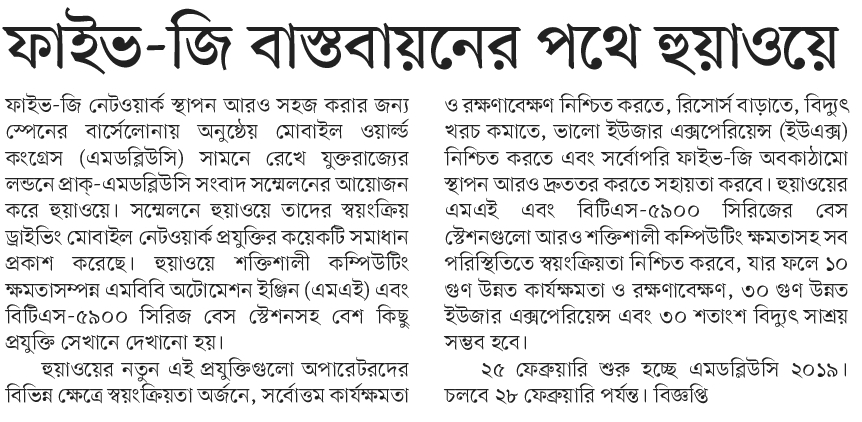 ফাইভ-জি বাস্তবায়নের পথে হুয়াওয়ে
ফাইভ-জি নেটওয়ার্ক স্থাপন আরও সহজ করার জন্য
স্পেনের বার্সেলোনায় অনুষ্ঠেয় মোবাইল ওয়ার্ল্ড
কংগ্রেস (এমডব্লিউসি) সামনে রেখে যুক্তরাজ্যের
লন্ডনে প্রাক্-এমডব্লিউসি সংবাদ সম্মেলনের আয়োজন
করে হুয়াওয়ে। সম্মেলনে হুয়াওয়ে তাদের স্বয়ংক্রিয়
ড্রাইভিং মোবাইল নেটওয়ার্ক প্রযুক্তির কয়েকটি সমাধান
প্রকাশ করেছে। হুয়াওয়ে শক্তিশালী কম্পিউটিং
ক্ষমতাসম্পন্ন এমবিবি অটোমেশন ইঞ্জিন (এমএই) এবং
বিটিএস-৫৯০০ সিরিজ বেস স্টেশনসহ বেশ কিছু
প্রযুক্তি সেখানে দেখানো হয়।
হুয়াওয়ের নতুন এই প্রযুক্তিগুলো অপারেটরদের
বিভিন্ন ক্ষেত্রে স্বয়ংক্রিয়তা অর্জনে, সর্বোত্তম কার্যক্ষমতা
ও রক্ষণাবেক্ষণ নিশ্চিত করতে, রিসোর্স বাড়াতে, বিদ্যুৎ
খরচ কমাতে, ভালো ইউজার এক্সপেরিয়েন্স (ইউএক্স)
নিশ্চিত করতে এবং সর্বোপরি ফাইভ-জি অবকাঠামো
স্থাপন আরও দ্রুততর করতে সহায়তা করবে। হুয়াওয়ের
এমএই এবং বিটিএস-৫৯০০ সিরিজের বেস
স্টেশনগুলো আরও শক্তিশালী কম্পিউটিং ক্ষমতাসহ সব
পরিস্থিতিতে স্বয়ংক্রিয়তা নিশ্চিত করবে, যার ফলে ১০
গুণ উন্নত কার্যক্ষমতা ও রক্ষণাবেক্ষণ, ৩০ গুণ উন্নত
ইউজার এক্সপেরিয়েন্স এবং ৩০ শতাংশ বিদ্যুৎ সাশ্রয়
সম্ভব হবে।
২৫ ফেব্রুয়ারি শুরু হচ্ছে এমডব্লিউসি ২০১৯।
চলবে ২৮ ফেব্রুয়ারি পর্যন্ত। বিজ্ঞপ্তি